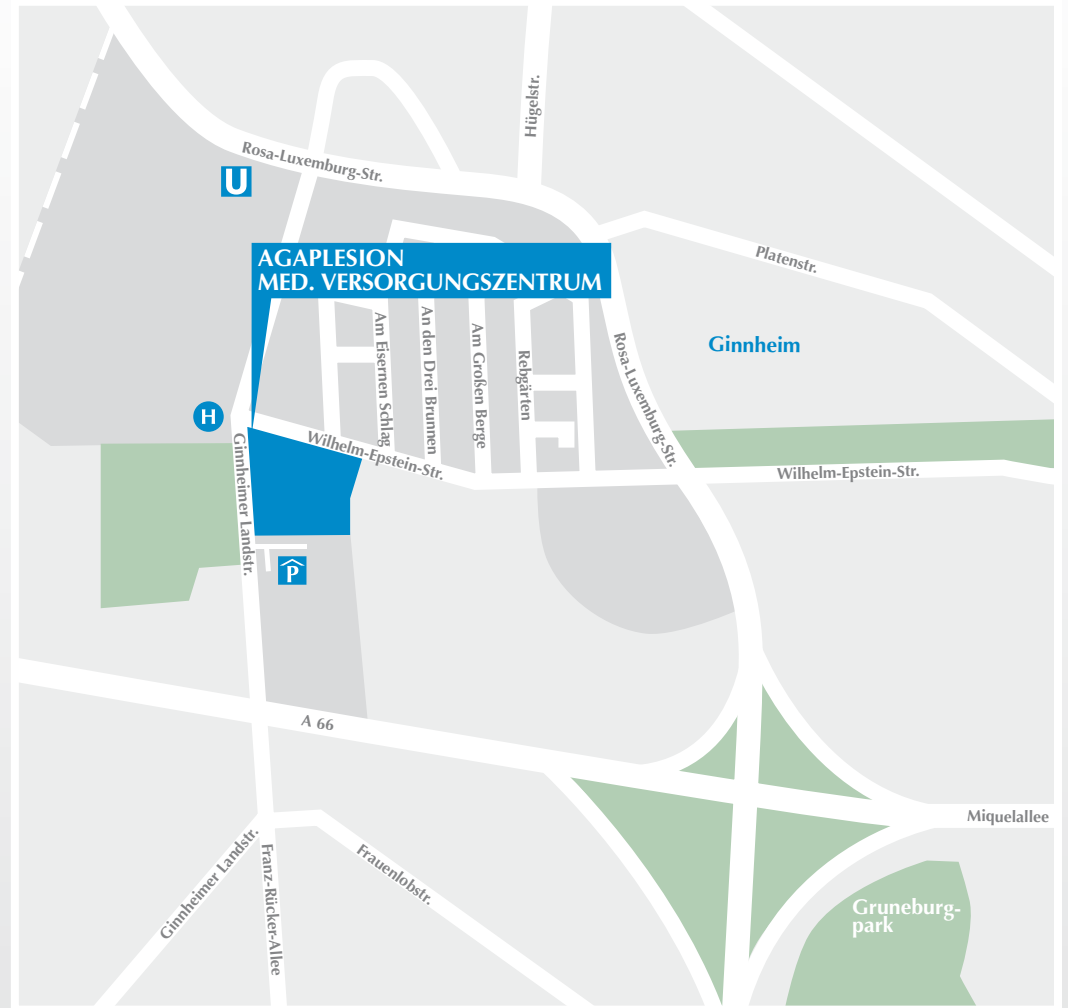 Hügelstr.
Rosa-Luxemburg-Str.
U
AGAPLESION
MED. VERSORGUNGSZENTRUM
Platenstr.
Ginnheim
Am Eisernen Schlag
An den Drei Brunnen
Am Großen Berge
Rebgärten
Rosa-Luxemburg-Str.
H
Ginnheimer Landstr.
Wilhelm-Epstein-Str.
Wilhelm-Epstein-Str.
P
A 66
Miquelallee
Ginnheimer Landstr.
Franz-Rücker-Allee
Frauenlobstr.
Gruneburg-
park